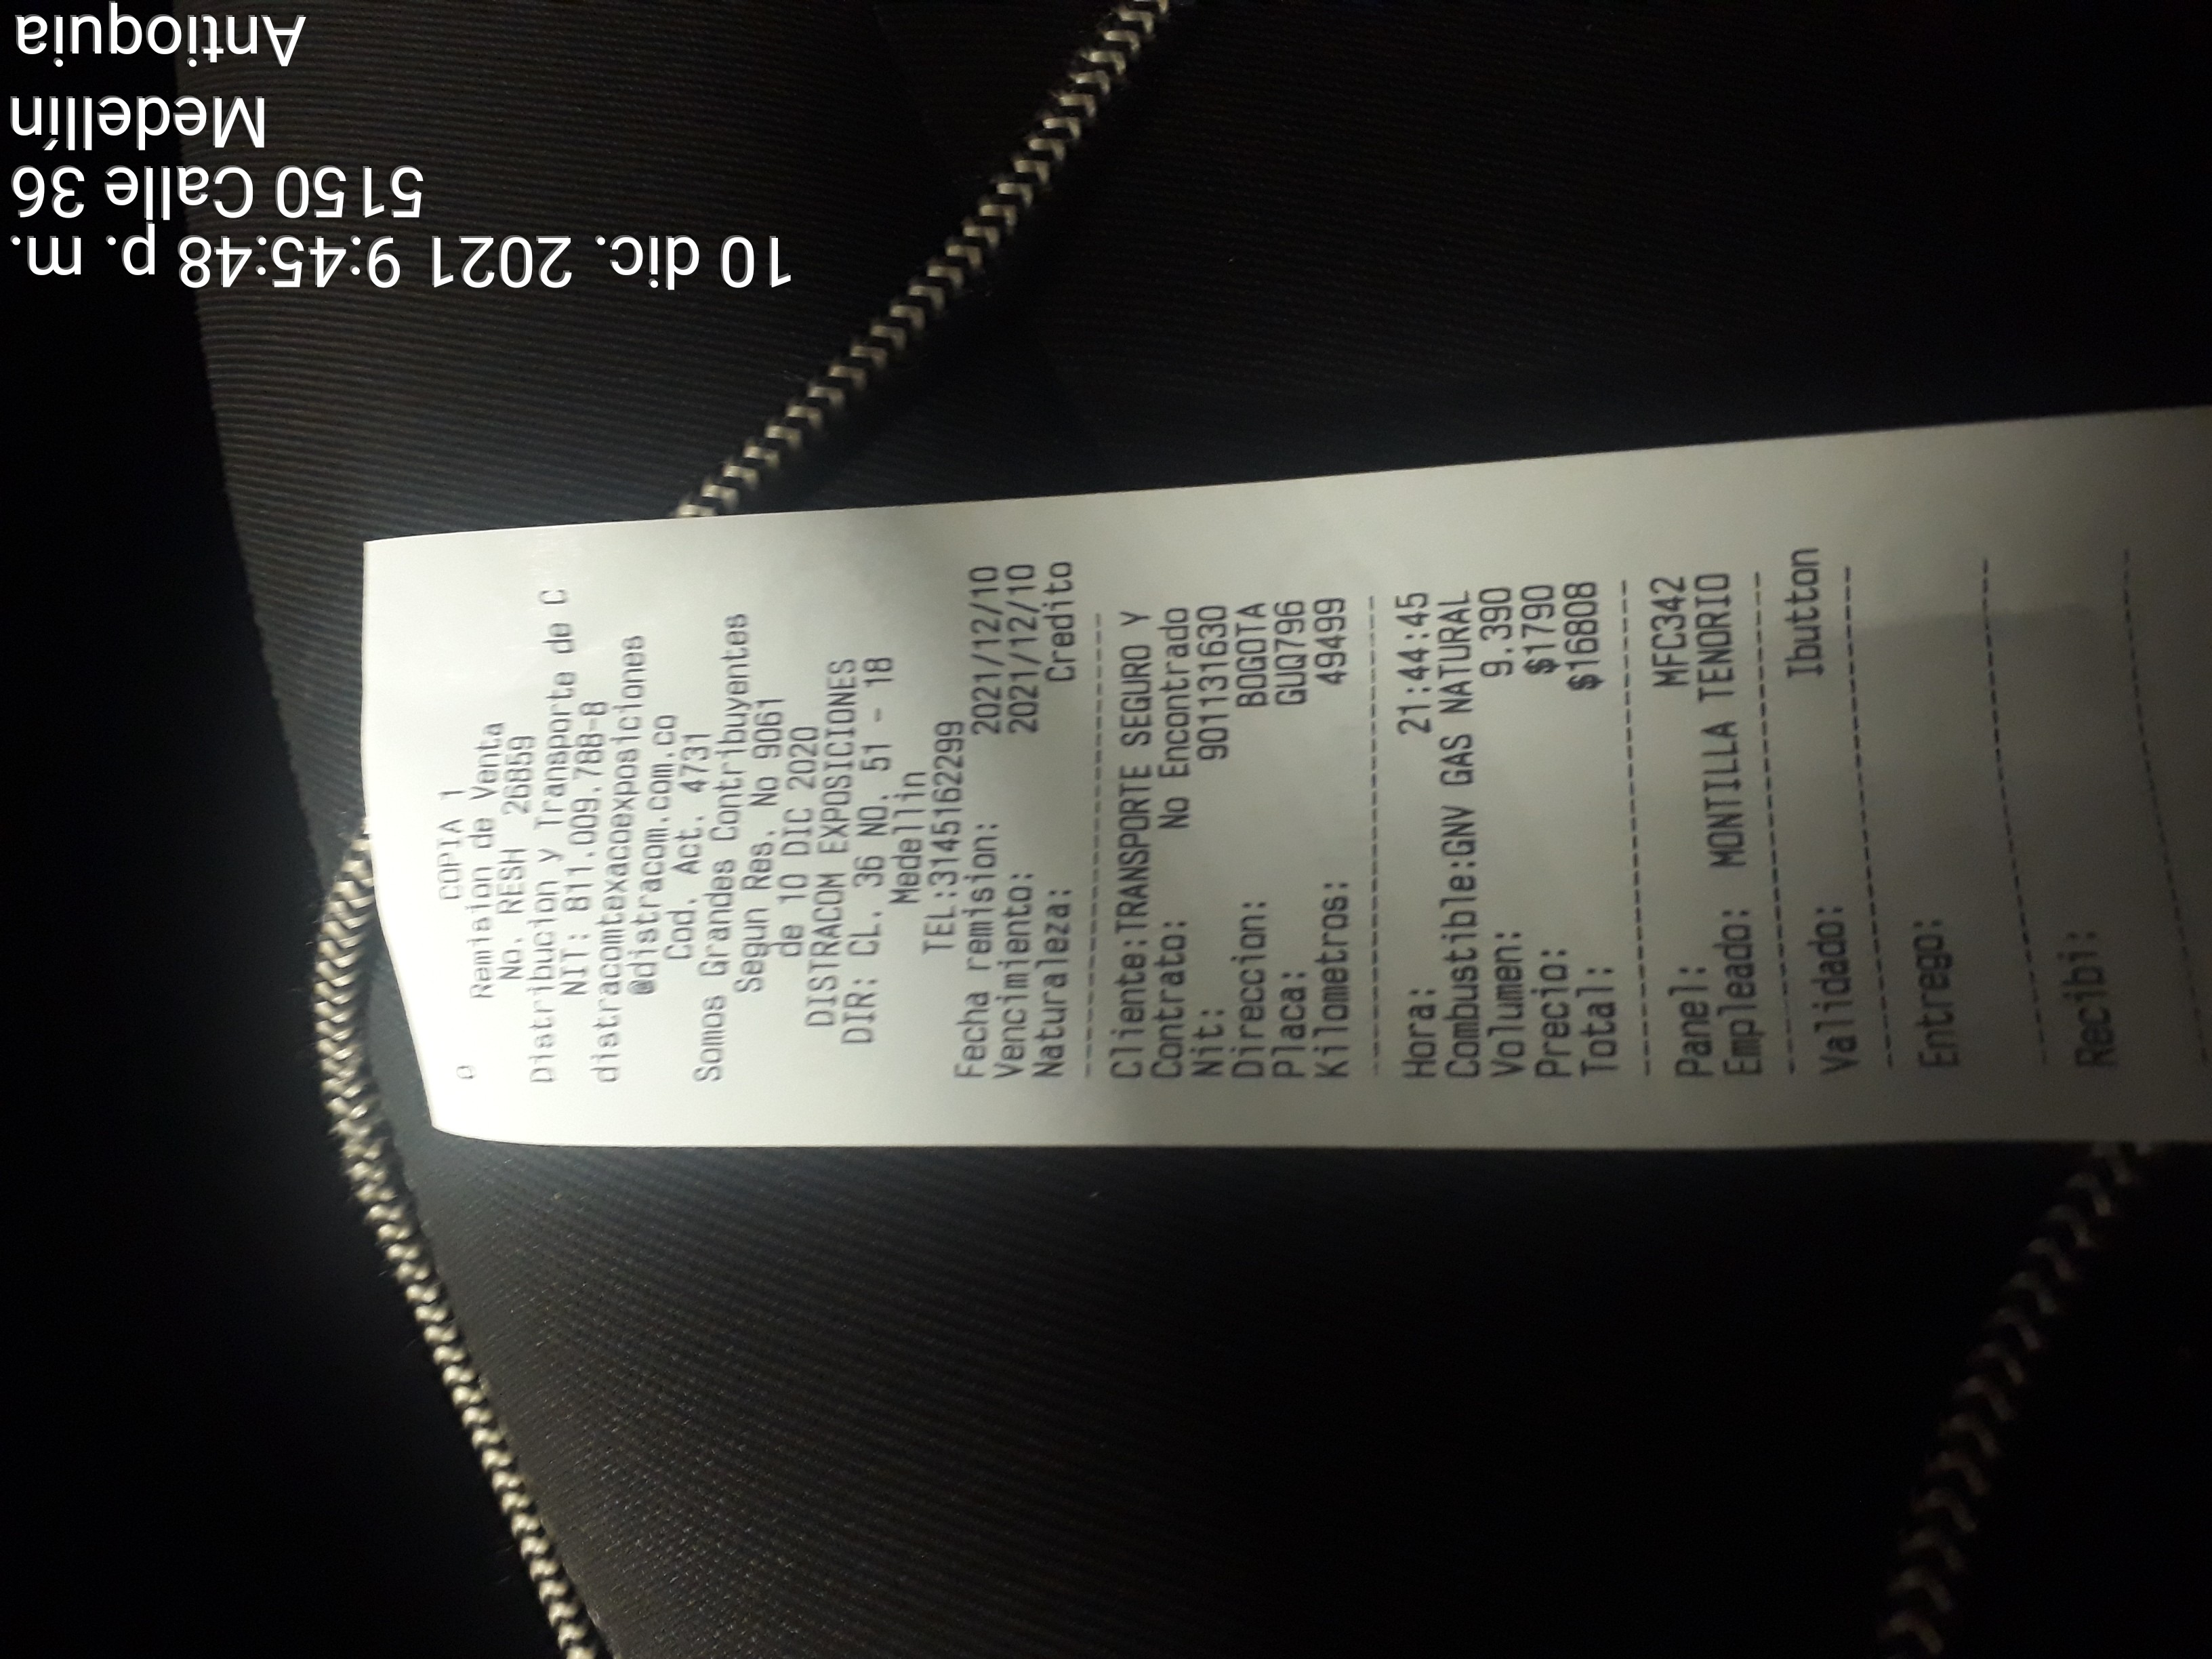 10 dic. 2021 9:45:48 p. m.
5150 Calle 36
Medellín
Antioquia
COPIA 1
0
Remision de Venta
No. RESH 26859
Distribucion y Transporte de C
NIT: 811.009.788-8
distracomtexacoexposiciones
@distracom.com.co
Cod. Act. 4731
Somos Grandes Contribuyentes
Segun Res. No 9061
de 10 DIC 2020
DISTRACOM EXPOSICIONES
DIR: CL. 36 NO. 51 - 18
Medellin
TEL:3145162299
Fecha remision: 2021/12/10
Vencimiento: 2021/12/10
Naturaleza: Credito
Cliente:TRANSPORTE SEGURO Y
Contrato: No Encontrado
Nit: 901131630
Direccion: BOGOTA
Placa: GUQ796
Kilometros: 49499
Hora: 21:44:45
Combustible:GNV GAS NATURAL
Volumen: 9.390
Precio: $1790
Total: $16808
Panel: MFC342
Empleado: MONTILLA TENORIO
Validado: Ibutton
Entrego:
Recibi: